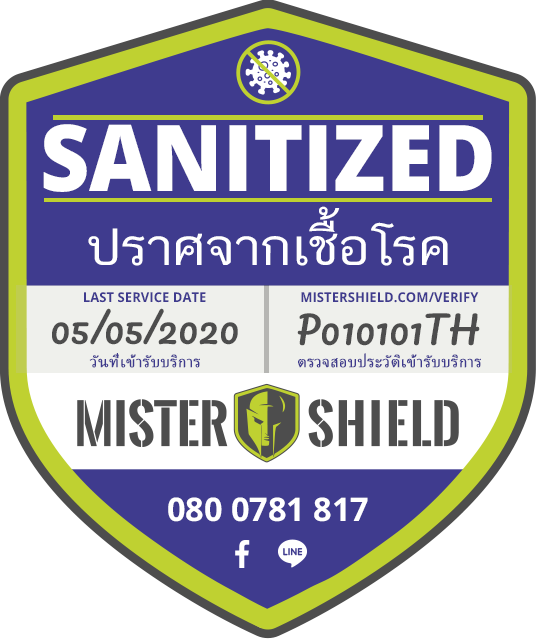 SANITIZED
ปราศจากเชื้อโรค
LAST SERVICE DATE
05/05/2020
วันที่เข้ารับบริการ
MISTERSHIELD.COM/VERIFY
P010101TH
ตรวจสอบประวัติเข้ารับบริการ
MISTER SHIELD
080 0781 817
f LINE